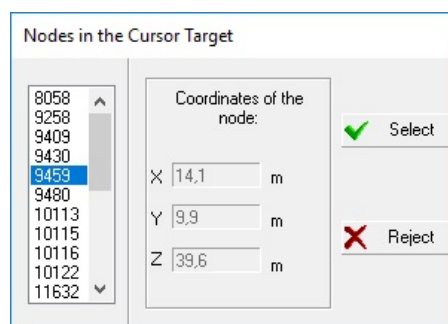 Nodes in the Cursor Target
8058
9258
9409
9430
9459
9480
10113
10115
10116
10122
11632
Coordinates of the
node:
X 14,1 m
Y 9,9 m
Z 39,6 m
Select
Reject